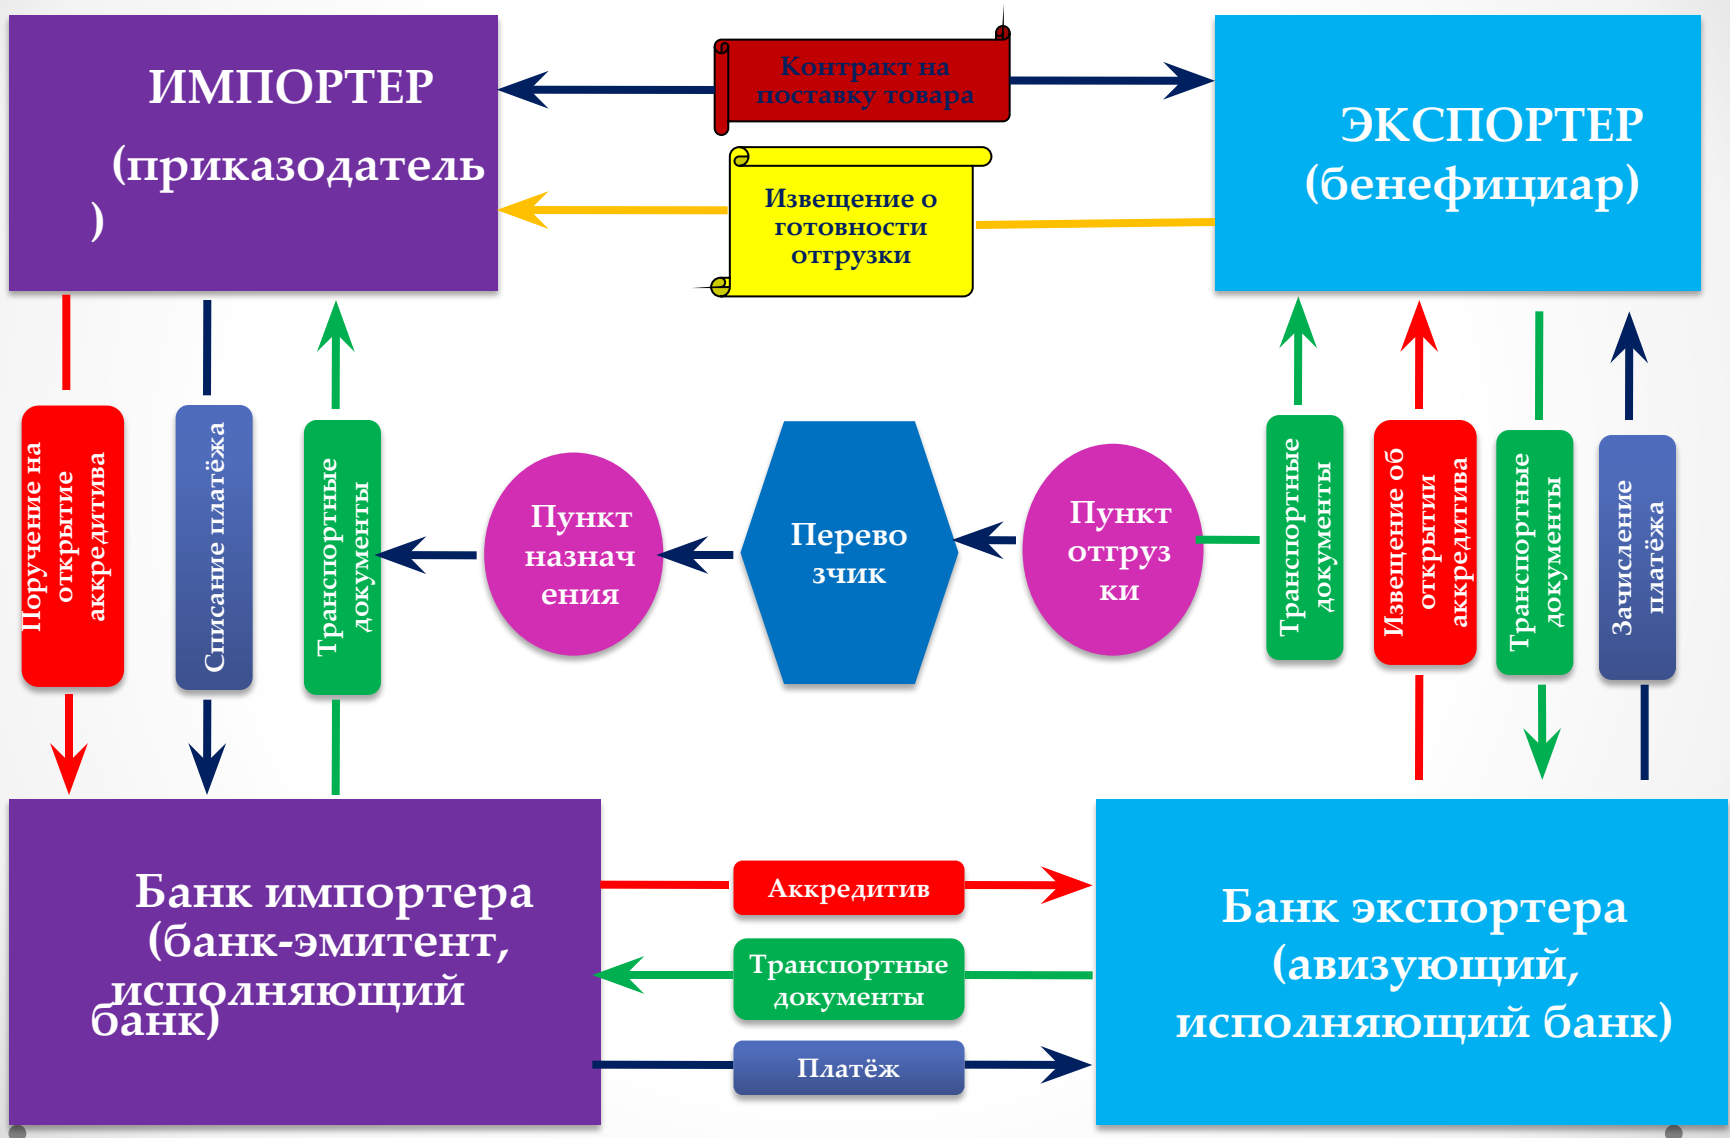 ИМПОРТЕР
(приказодатель
)
Контракт на
поставку товара
ЭКСПОРТЕР
(бенефициар)
Извещение о
готовности
отгрузки
Поручение на
открытие
аккредитива
Списание платёжа
Транспортные
документы
Пункт
назнач
ения
Перево
зчик
Пункт
отгруз
ки
Транспортные
документы
Извещение об
открытии
аккредитива
Транспортные
документы
Зачисление
платёжа
Банк импортера
(банк-эмитент,
исполняющий
банк)
Аккредитив
Транспортные
документы
Платёж
Банк экспортера
(авизующий,
исполняющий банк)